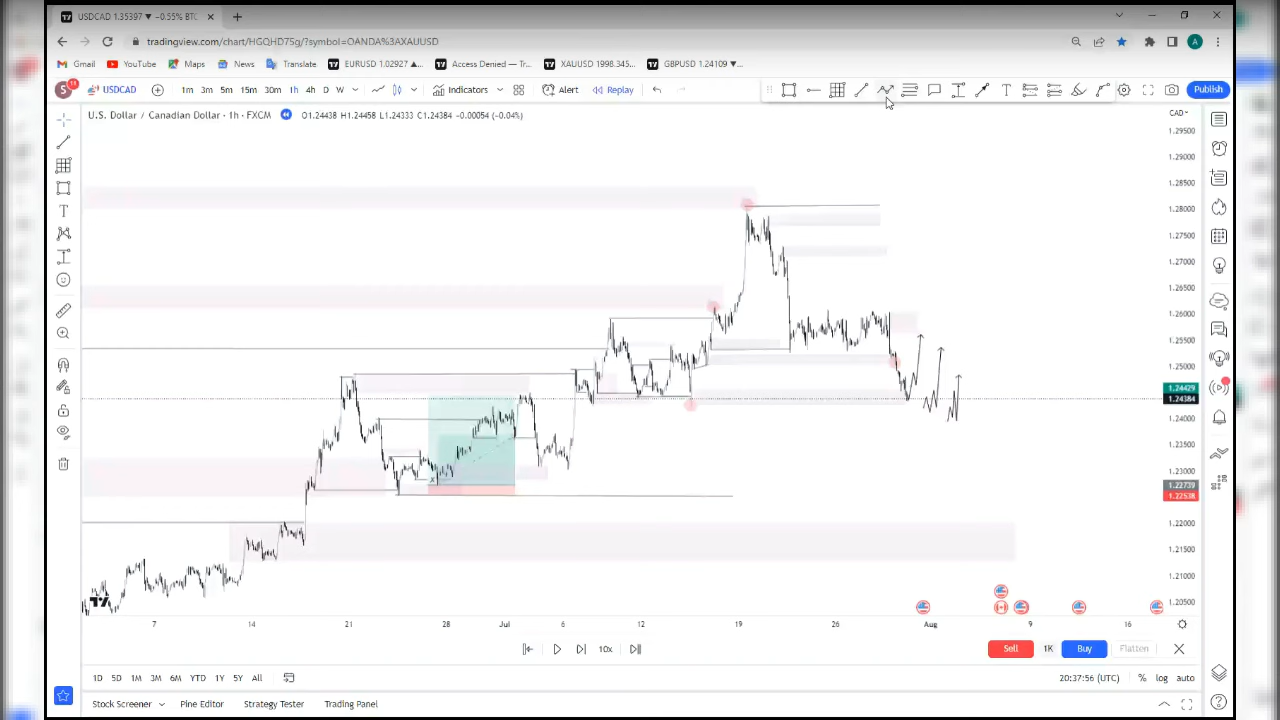 USDCAD 1.35397 ▼ −0.55% BTC
tradingview.com/chart/HGQHD7Sg/?symbol=OANDA%3AXAUUSD
A
Gmail YouTube Maps News Translate EURUSD 1.02927 ▲... Access Denied — Tr... XAUUSD 1998.345... GBPUSD 1.24109 ▼...
S 11 USDCAD 1m 3m 5m 15m 30m 1h 4h D W Indicators Alert Replay T Publish
U.S. Dollar / Canadian Dollar · 1h · FXCM O1.24438 H1.24458 L1.24333 C1.24384 −0.00054 (−0.04%)
CAD
1.29500
1.29000
1.28500
1.28000
1.27500
1.27000
1.26500
1.26000
1.25500
1.25000
1.24429
1.24384
1.24000
1.23500
1.23000
1.22739
1.22538
1.22000
1.21500
1.21000
1.20500
7 14 21 28 Jul 6 12 19 26 Aug 9 16
10x Sell 1K Buy Flatten
1D 5D 1M 3M 6M YTD 1Y 5Y All 20:37:56 (UTC) % log auto
Stock Screener Pine Editor Strategy Tester Trading Panel